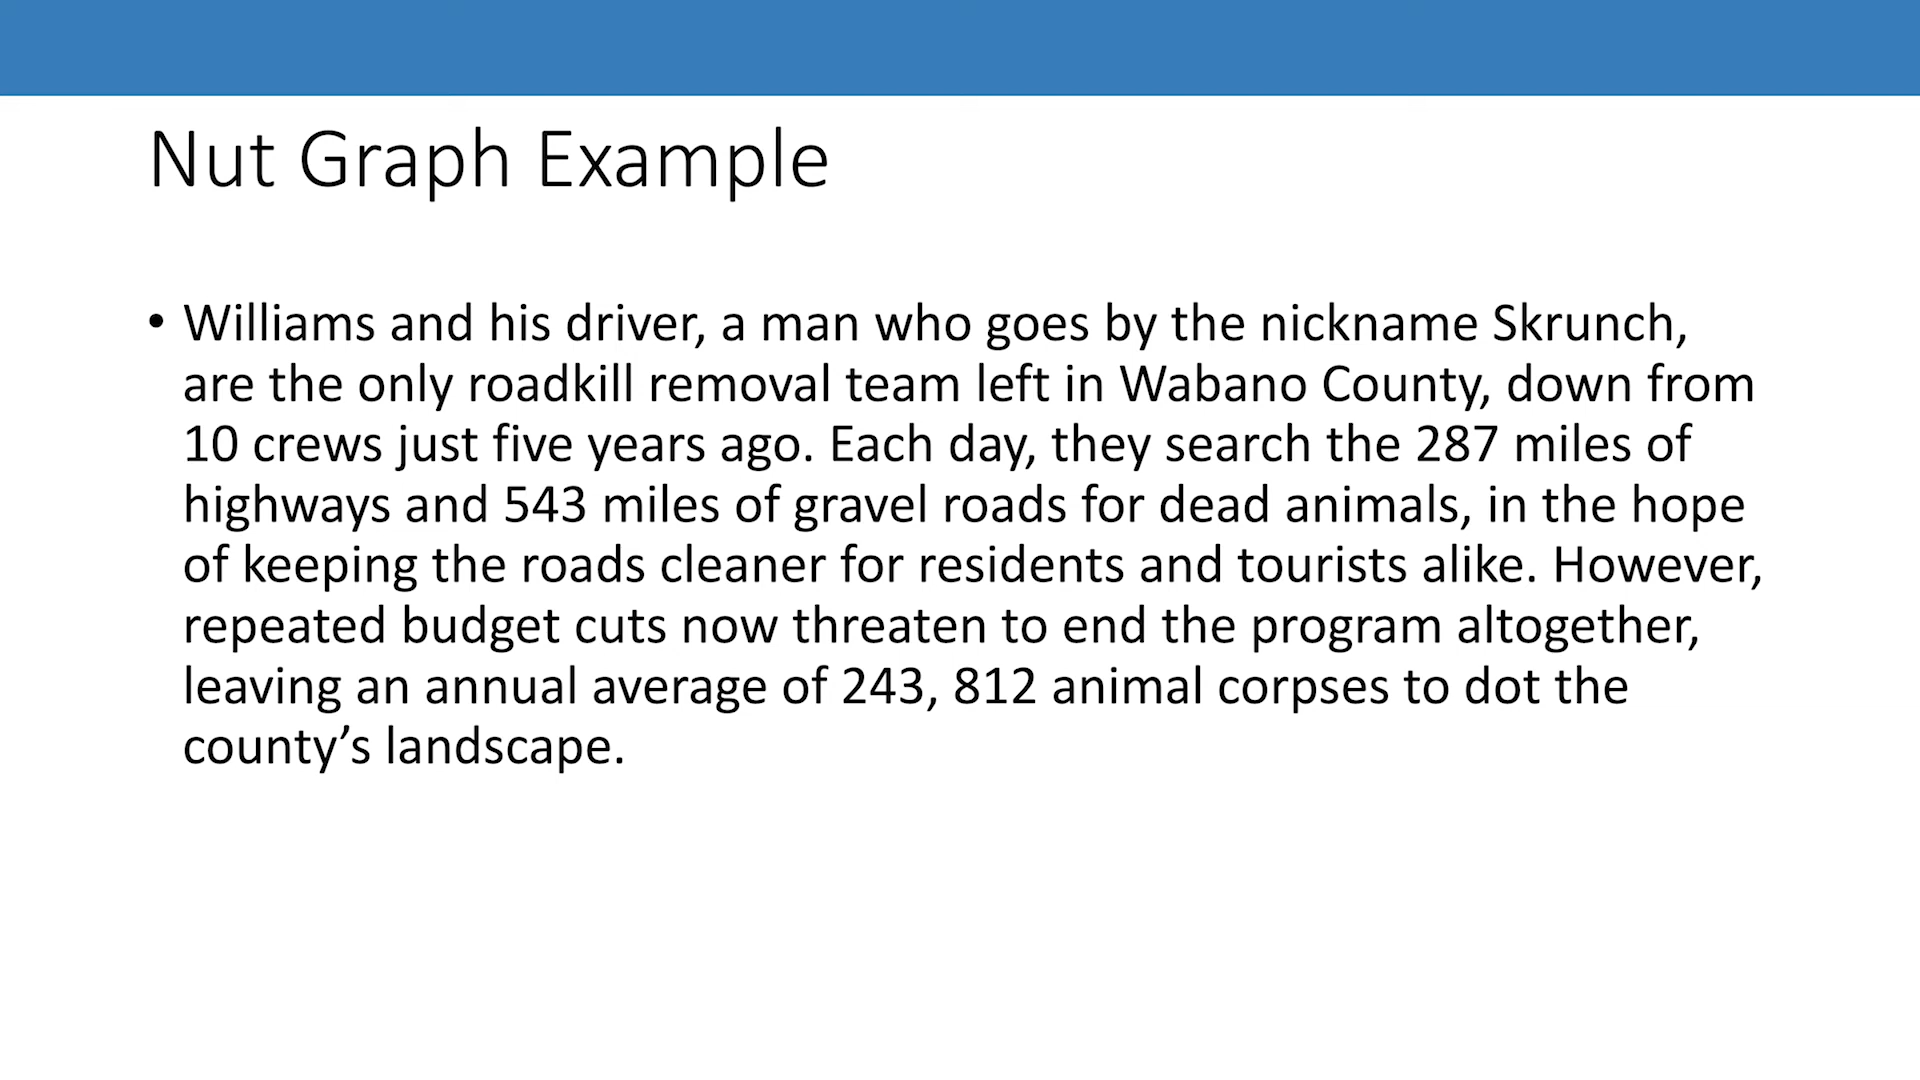 Nut Graph Example
• Williams and his driver, a man who goes by the nickname Skrunch,
are the only roadkill removal team left in Wabano County, down from
10 crews just five years ago. Each day, they search the 287 miles of
highways and 543 miles of gravel roads for dead animals, in the hope
of keeping the roads cleaner for residents and tourists alike. However,
repeated budget cuts now threaten to end the program altogether,
leaving an annual average of 243, 812 animal corpses to dot the
county’s landscape.